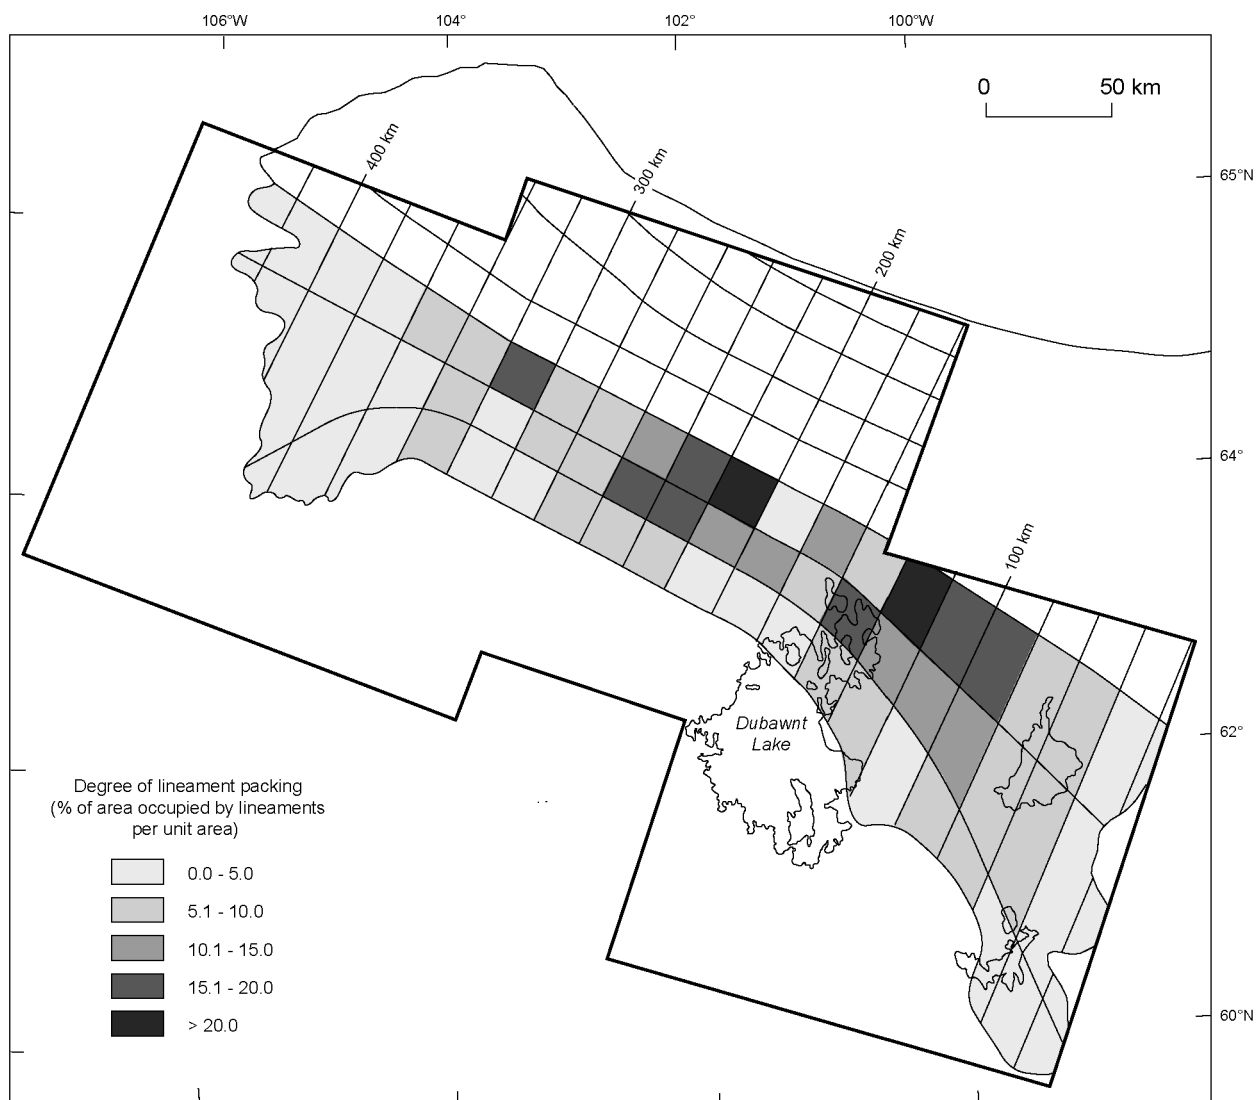 106°W
104°
102°
100°W
0
50 km
400 km
300 km
200 km
100 km
65°N
64°
62°
60°N
Dubawnt
Lake
Degree of lineament packing
(% of area occupied by lineaments
per unit area)
0.0 - 5.0
5.1 - 10.0
10.1 - 15.0
15.1 - 20.0
> 20.0